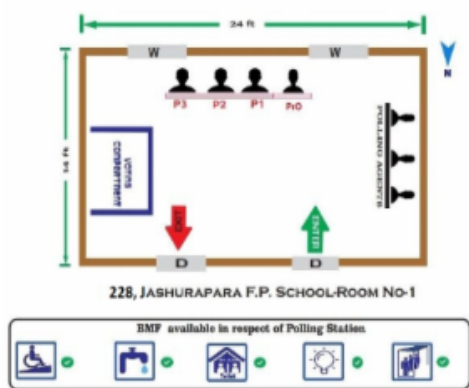 24 ft
N
W W
P3 P2 P1 PrO
14 ft
VOTING COMPARTMENT
POLLING AGENTS
EXIT
ENTER
D D
228, JASHURAPARA F.P. SCHOOL-ROOM NO-1
BMF available in respect of Polling Station